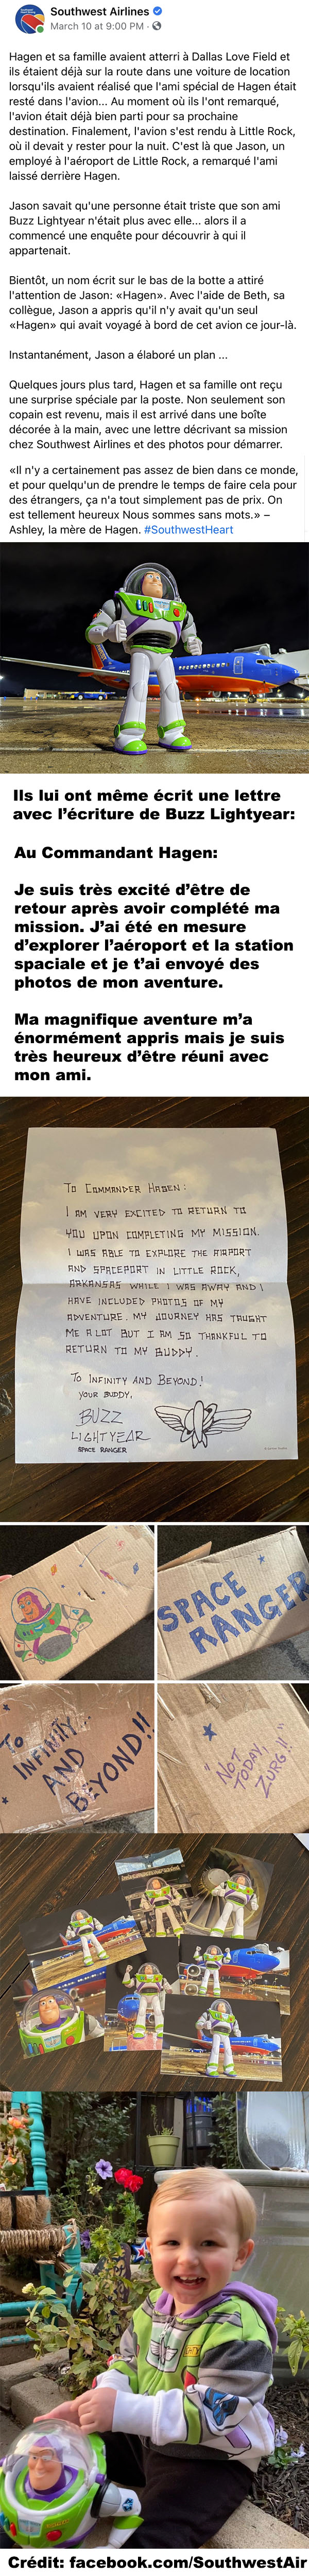 Southwest Airlines
March 10 at 9:00 PM ·
Hagen et sa famille avaient atterri à Dallas Love Field et
ils étaient déjà sur la route dans une voiture de location
lorsqu'ils avaient réalisé que l'ami spécial de Hagen était
resté dans l'avion... Au moment où ils l'ont remarqué,
l'avion était déjà bien parti pour sa prochaine
destination. Finalement, l'avion s'est rendu à Little Rock,
où il devait y rester pour la nuit. C'est là que Jason, un
employé à l'aéroport de Little Rock, a remarqué l'ami
laissé derrière Hagen.
Jason savait qu'une personne était triste que son ami
Buzz Lightyear n'était plus avec elle... alors il a
commencé une enquête pour découvrir à qui il
appartenait.
Bientôt, un nom écrit sur le bas de la botte a attiré
l'attention de Jason: «Hagen». Avec l'aide de Beth, sa
collègue, Jason a appris qu'il n'y avait qu'un seul
«Hagen» qui avait voyagé à bord de cet avion ce jour-là.
Instantanément, Jason a élaboré un plan ...
Quelques jours plus tard, Hagen et sa famille ont reçu
une surprise spéciale par la poste. Non seulement son
copain est revenu, mais il est arrivé dans une boîte
décorée à la main, avec une lettre décrivant sa mission
chez Southwest Airlines et des photos pour démarrer.
«Il n'y a certainement pas assez de bien dans ce monde,
et pour quelqu'un de prendre le temps de faire cela pour
des étrangers, ça n'a tout simplement pas de prix. On
est tellement heureux Nous sommes sans mots.» –
Ashley, la mère de Hagen. #SouthwestHeart
Ils lui ont même écrit une lettre
avec l'écriture de Buzz Lightyear:
Au Commandant Hagen:
Je suis très excité d'être de
retour après avoir complété ma
mission. J'ai été en mesure
d'explorer l'aéroport et la station
spaciale et je t'ai envoyé des
photos de mon aventure.
Ma magnifique aventure m'a
énormément appris mais je suis
très heureux d'être réuni avec
mon ami.
TO COMMANDER HAGEN:
I AM VERY EXCITED TO RETURN TO
YOU UPON COMPLETING MY MISSION.
I WAS ABLE TO EXPLORE THE AIRPORT
AND SPACEPORT IN LITTLE ROCK,
ARKANSAS WHILE I WAS AWAY AND I
HAVE INCLUDED PHOTOS OF MY
ADVENTURE. MY JOURNEY HAS TAUGHT
ME A LOT BUT I AM SO THANKFUL TO
RETURN TO MY BUDDY.
TO INFINITY AND BEYOND!
YOUR BUDDY,
BUZZ
LIGHTYEAR
SPACE RANGER
SPACE
RANGER
TO INFINITY
AND
BEYOND!!
"NOT
TODAY,
ZURG!!"
Crédit: facebook.com/SouthwestAir